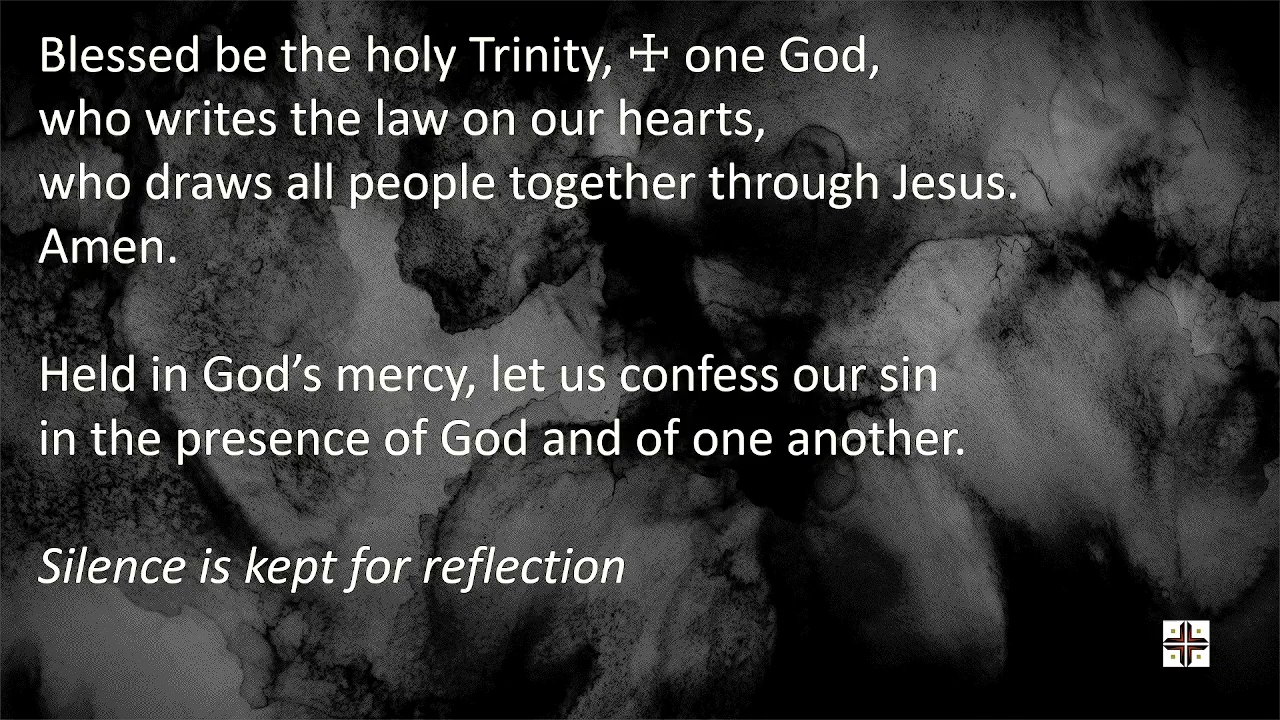 Blessed be the holy Trinity, ☩ one God,
who writes the law on our hearts,
who draws all people together through Jesus.
Amen.
Held in God’s mercy, let us confess our sin
in the presence of God and of one another.
Silence is kept for reflection